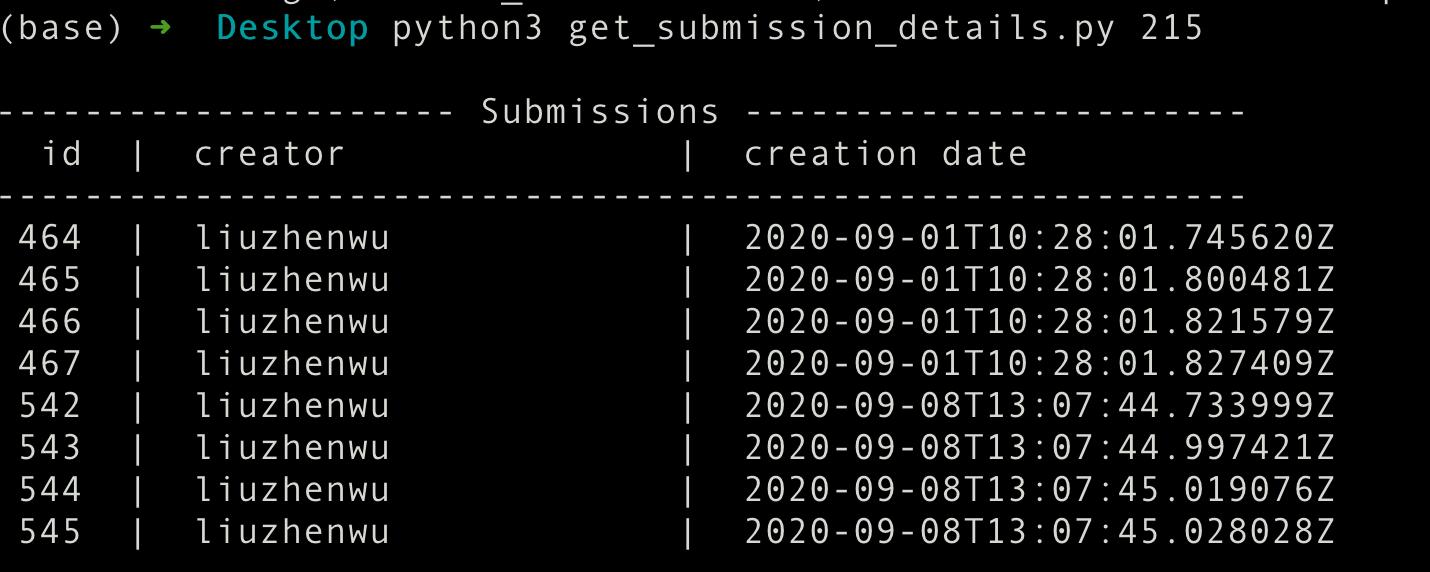 (base) ➜ Desktop python3 get_submission_details.py 215
--------------------- Submissions -----------------------
id | creator | creation date
---------------------------------------------------------
464 | liuzhenwu | 2020-09-01T10:28:01.745620Z
465 | liuzhenwu | 2020-09-01T10:28:01.800481Z
466 | liuzhenwu | 2020-09-01T10:28:01.821579Z
467 | liuzhenwu | 2020-09-01T10:28:01.827409Z
542 | liuzhenwu | 2020-09-08T13:07:44.733999Z
543 | liuzhenwu | 2020-09-08T13:07:44.997421Z
544 | liuzhenwu | 2020-09-08T13:07:45.019076Z
545 | liuzhenwu | 2020-09-08T13:07:45.028028Z